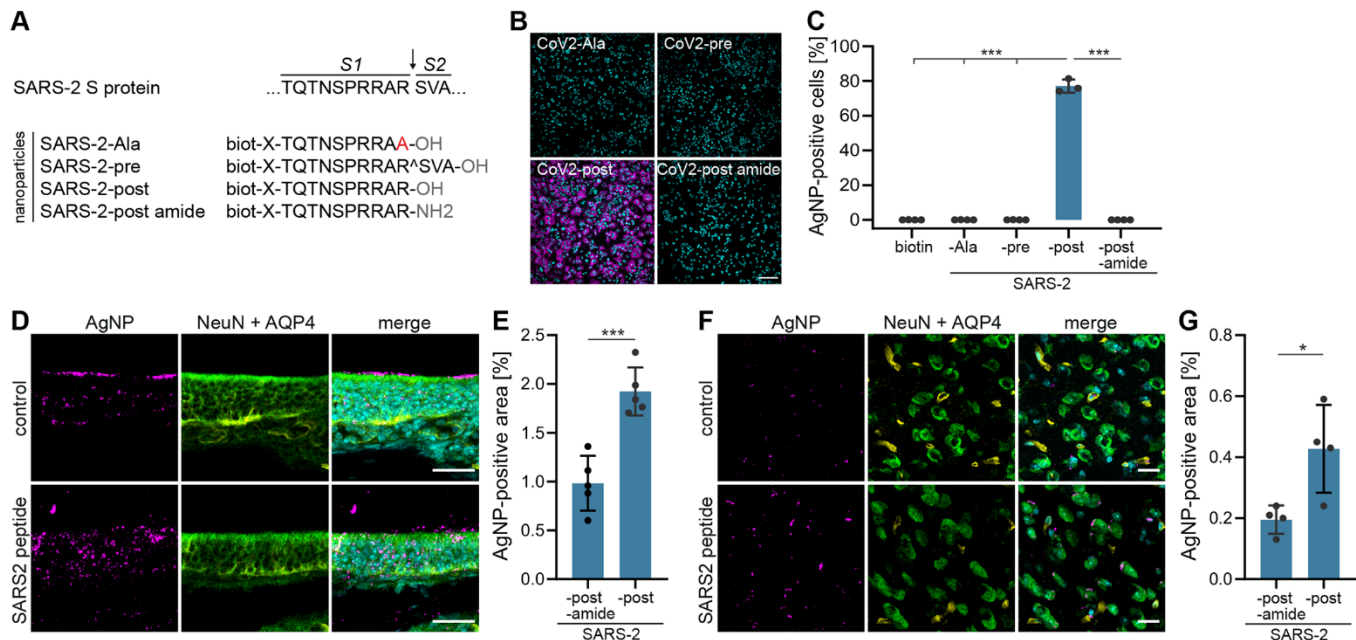 A
S1 S2
SARS-2 S protein ...TQTNSPRRAR SVA...
nanoparticles
SARS-2-Ala biot-X-TQTNSPRRAA-OH
SARS-2-pre biot-X-TQTNSPRRAR^SVA-OH
SARS-2-post biot-X-TQTNSPRRAR-OH
SARS-2-post amide biot-X-TQTNSPRRAR-NH2
B
CoV2-Ala CoV2-pre
CoV2-post CoV2-post amide
C
AgNP-positive cells [%]
100
80
60
40
20
0
*** ***
biotin -Ala -pre -post -post
-amide
SARS-2
D
AgNP NeuN + AQP4 merge
control
SARS2 peptide
E
AgNP-positive area [%]
2.5
2.0
1.5
1.0
0.5
0.0
***
-post -post
-amide
SARS-2
F
AgNP NeuN + AQP4 merge
control
SARS2 peptide
G
AgNP-positive area [%]
0.8
0.6
0.4
0.2
0.0
*
-post -post
-amide
SARS-2